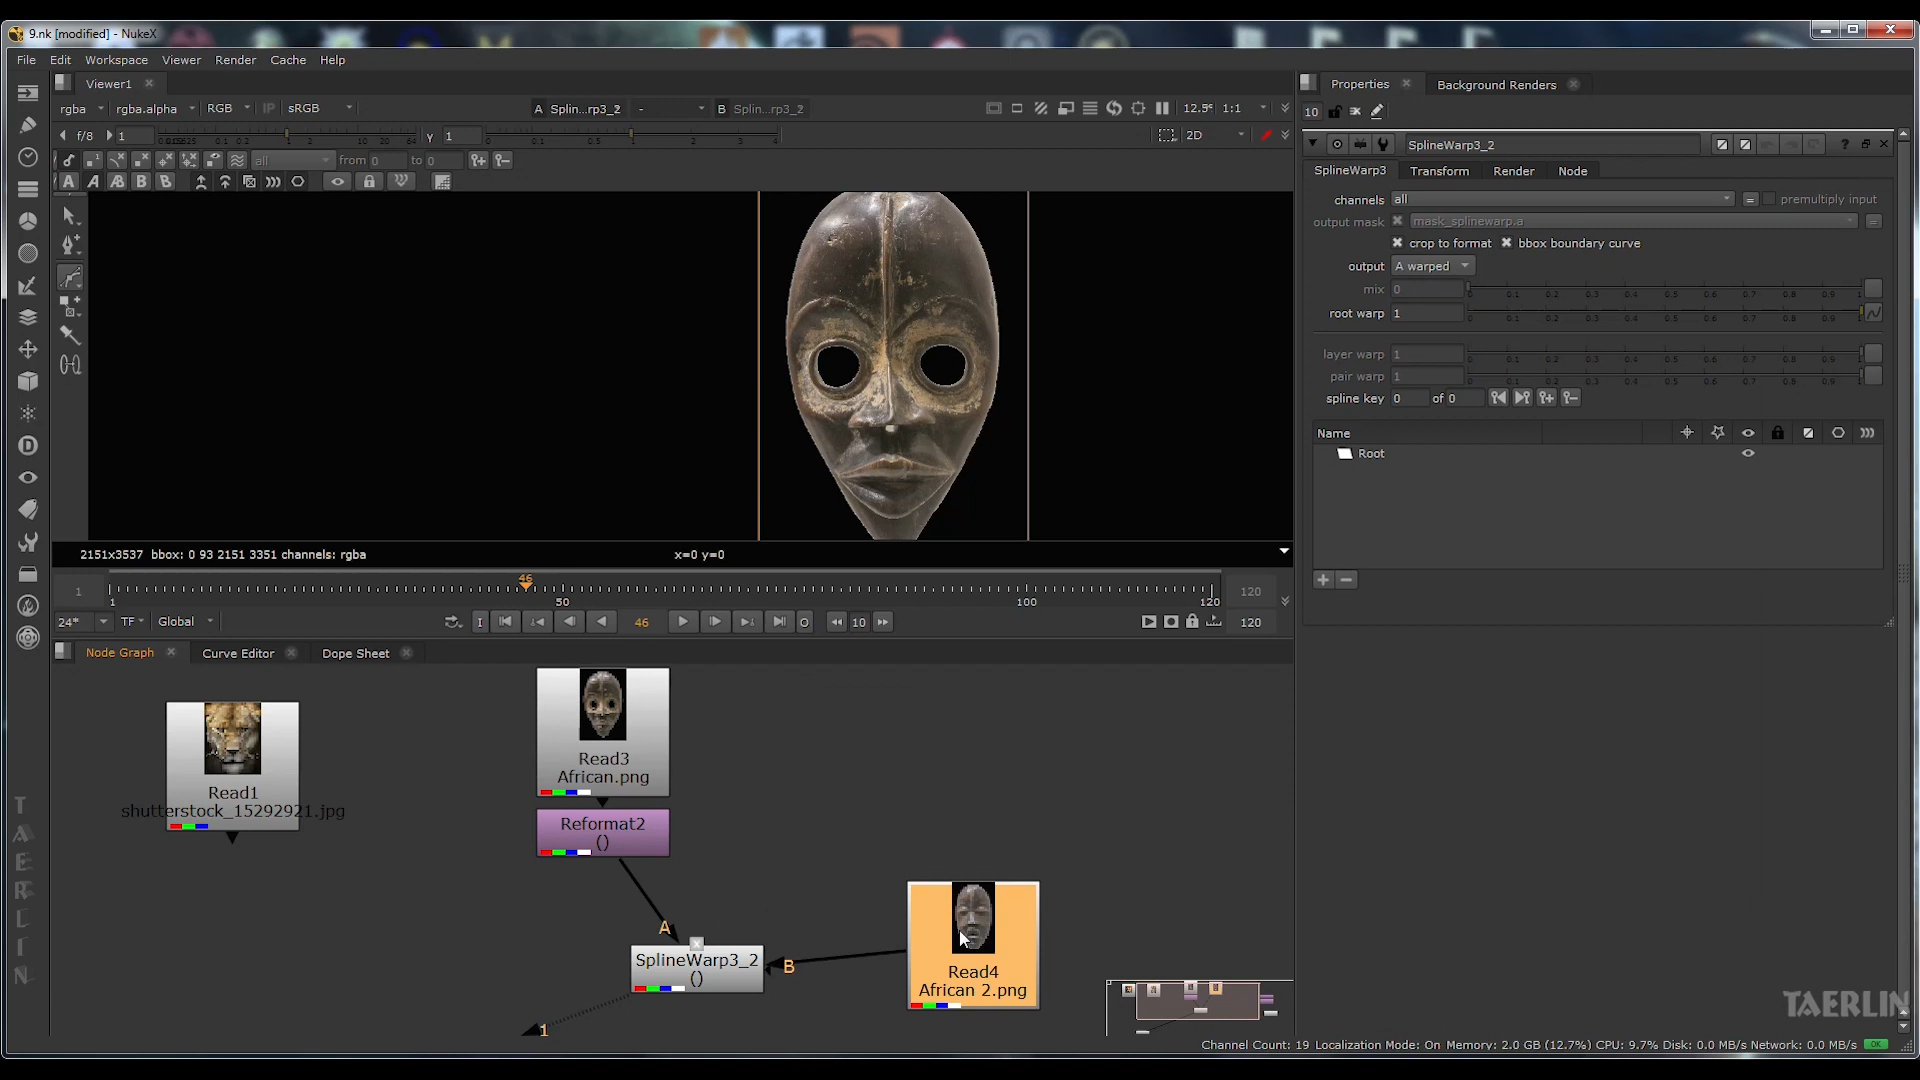 9.nk [modified] - NukeX
File Edit Workspace Viewer Render Cache Help
Viewer1
rgba rgba.alpha RGB IP sRGB A Splin...rp3_2 - B Splin...rp3_2 12.5% 1:1
f/8 1 γ 1 2D
all from 0 to 0
A A AB B B
2151x3537 bbox: 0 93 2151 3351 channels: rgba x=0 y=0
1 1 46 50 100 120 120
24* TF Global I 46 O 10 120
Node Graph Curve Editor Dope Sheet
Read1
shutterstock_15292921.jpg
Read3
African.png
Reformat2
()
A
SplineWarp3_2
()
B
Read4
African 2.png
1
Properties Background Renders
10
SplineWarp3_2
SplineWarp3 Transform Render Node
channels all premultiply input
output mask mask_splinewarp.a
crop to format bbox boundary curve
output A warped
mix 0
root warp 1
layer warp 1
pair warp 1
spline key 0 of 0
Name
Root
TAERLIN
TAERLIN
Channel Count: 19 Localization Mode: On Memory: 2.0 GB (12.7%) CPU: 9.7% Disk: 0.0 MB/s Network: 0.0 MB/s OK